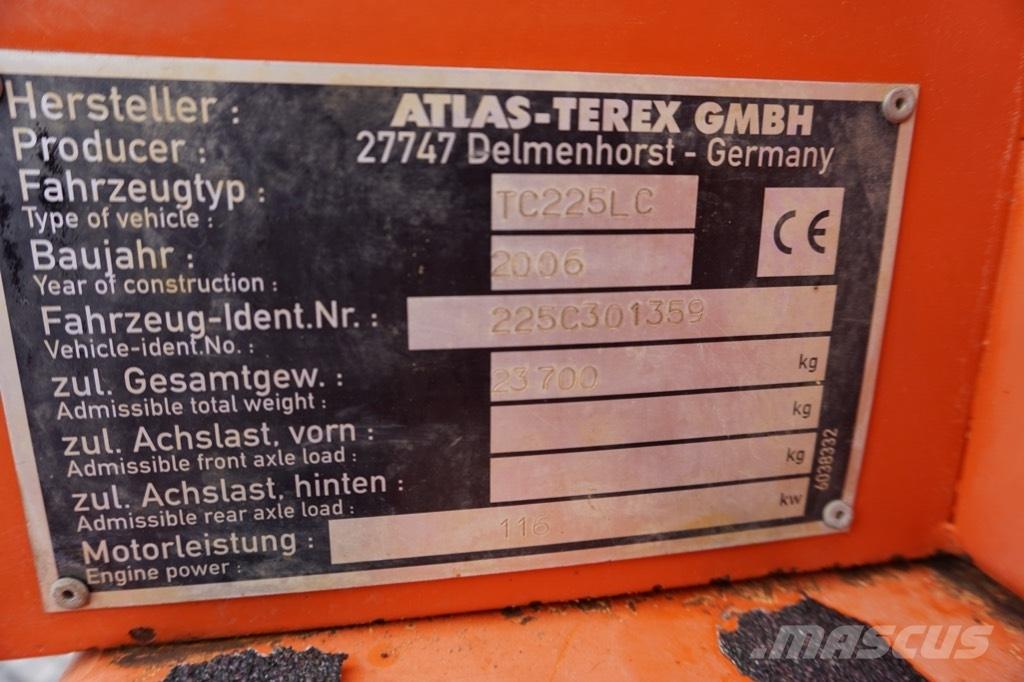 Hersteller : ATLAS-TEREX GMBH
Producer : 27747 Delmenhorst - Germany
Fahrzeugtyp : TC225LC
Type of vehicle :
CE
Baujahr : 2006
Year of construction :
Fahrzeug-Ident.Nr. : 225C301359
Vehicle-ident.No. :
zul. Gesamtgew. : 23700 kg
Admissible total weight :
zul. Achslast, vorn : kg
Admissible front axle load :
zul. Achslast, hinten : kg
Admissible rear axle load :
Motorleistung : 116 kw
Engine power :
6038332
MASCUS